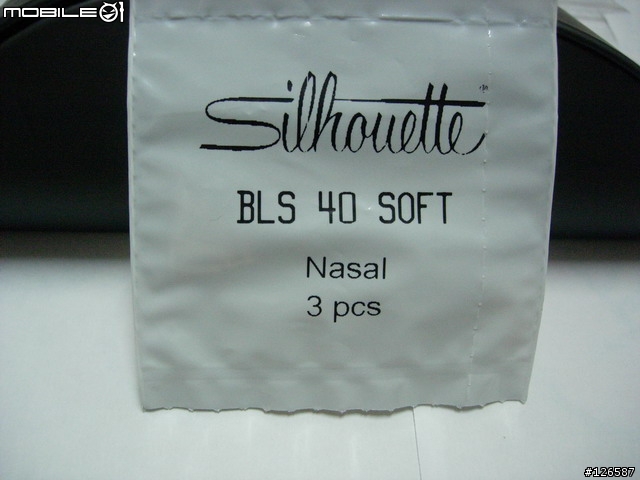 MOBILE01
Silhouette
BLS 40 SOFT
Nasal
3 pcs
#126587